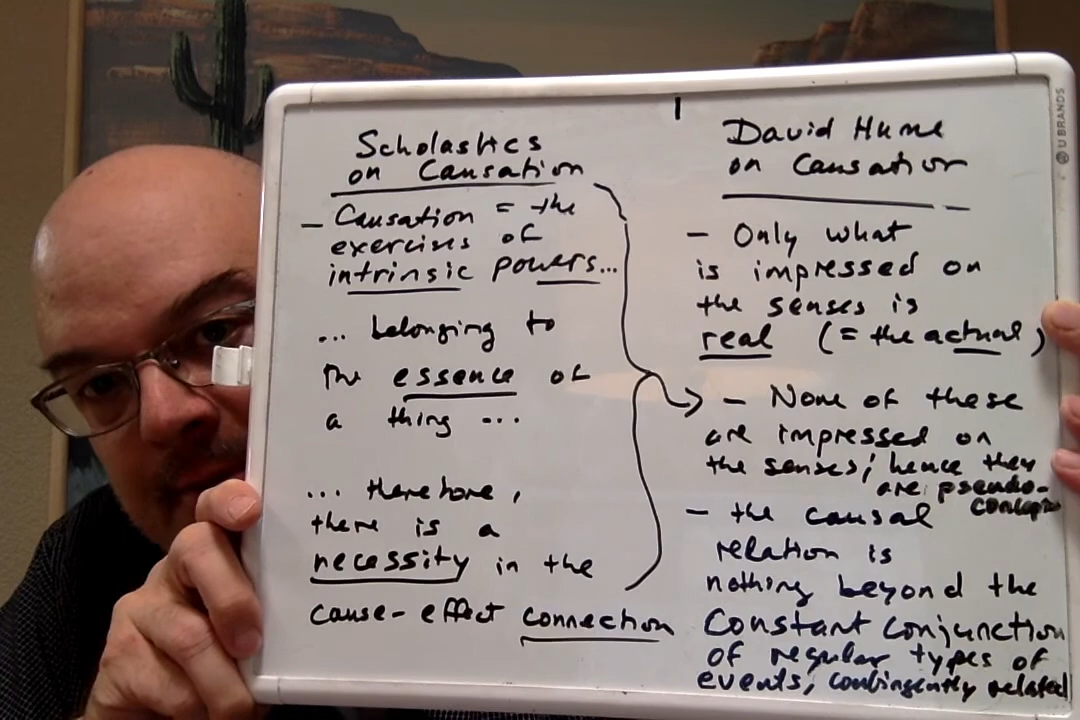 Scholastics
on Causation
– Causation = the
exercises of
intrinsic powers...
... belonging to
the essence of
a thing ...
... therefore,
there is a
necessity in the
cause-effect connection
David Hume
on Causation
– Only what
is impressed on
the senses is
real (= the actual)
– None of these
are impressed on
the senses; hence they
are pseudo-
concepts
– the causal
relation is
nothing beyond the
constant conjunction
of regular types of
events, contingently related
U BRANDS